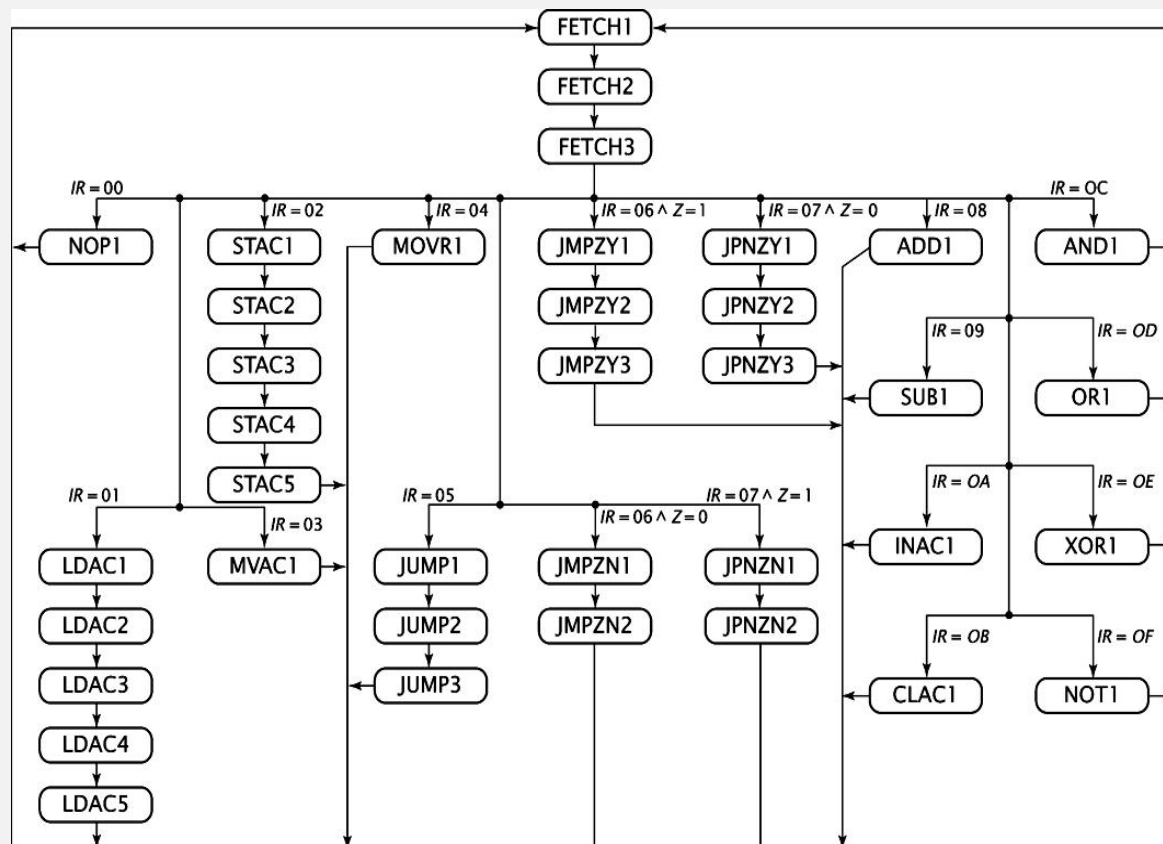 FETCH1
FETCH2
FETCH3
IR = 00
IR = 02
IR = 04
IR = 06 ∧ Z = 1
IR = 07 ∧ Z = 0
IR = 08
IR = OC
NOP1
STAC1
MOVR1
JMPZY1
JPNZY1
ADD1
AND1
STAC2
JMPZY2
JPNZY2
IR = 09
IR = OD
STAC3
JMPZY3
JPNZY3
SUB1
OR1
STAC4
STAC5
IR = OA
IR = OE
IR = 01
IR = 03
IR = 05
IR = 06 ∧ Z = 0
IR = 07 ∧ Z = 1
INAC1
XOR1
LDAC1
MVAC1
JUMP1
JMPZN1
JPNZN1
LDAC2
JUMP2
JMPZN2
JPNZN2
IR = OB
IR = OF
LDAC3
JUMP3
CLAC1
NOT1
LDAC4
LDAC5